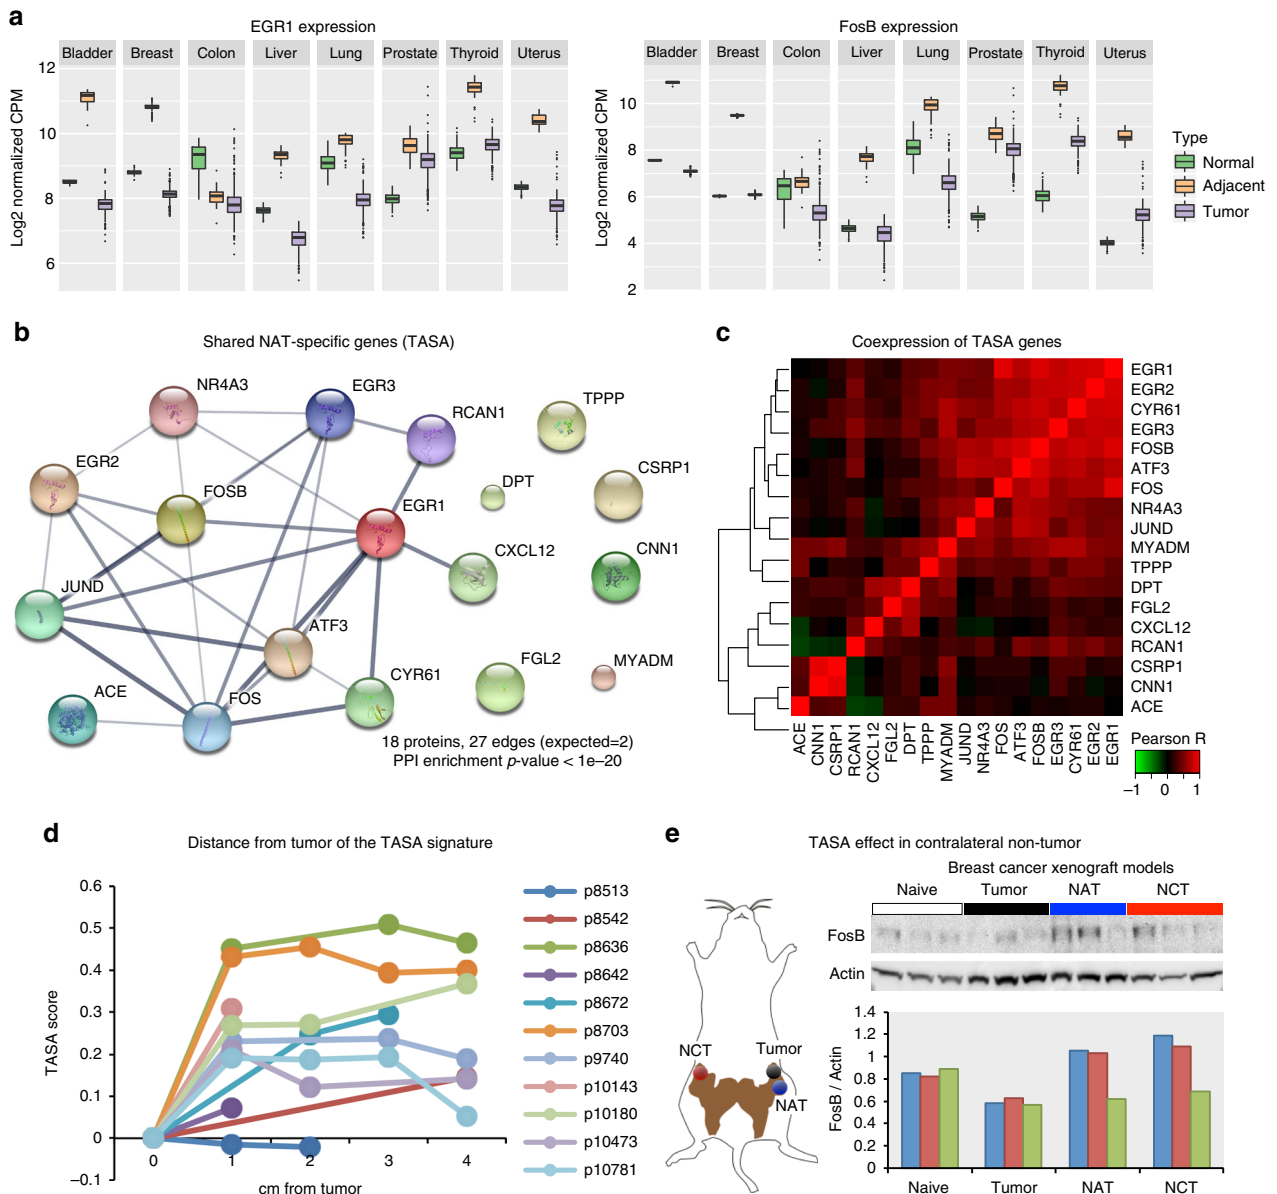 a
EGR1 expression
Bladder Breast Colon Liver Lung Prostate Thyroid Uterus
Log2 normalized CPM
12
10
8
6
FosB expression
Bladder Breast Colon Liver Lung Prostate Thyroid Uterus
Log2 normalized CPM
10
8
6
4
2
Type
Normal
Adjacent
Tumor
b
Shared NAT-specific genes (TASA)
NR4A3
EGR3
RCAN1
TPPP
EGR2
FOSB
DPT
CSRP1
EGR1
CXCL12
CNN1
JUND
ATF3
FGL2
MYADM
CYR61
ACE
FOS
18 proteins, 27 edges (expected=2)
PPI enrichment p-value < 1e–20
c
Coexpression of TASA genes
EGR1
EGR2
CYR61
EGR3
FOSB
ATF3
FOS
NR4A3
JUND
MYADM
TPPP
DPT
FGL2
CXCL12
RCAN1
CSRP1
CNN1
ACE
ACE CNN1 CSRP1 RCAN1 CXCL12 FGL2 DPT TPPP MYADM JUND NR4A3 FOS ATF3 FOSB EGR3 CYR61 EGR2 EGR1
Pearson R
–1 0 1
d
Distance from tumor of the TASA signature
TASA score
0.6
0.5
0.4
0.3
0.2
0.1
0
–0.1
0 1 2 3 4
cm from tumor
p8513
p8542
p8636
p8642
p8672
p8703
p9740
p10143
p10180
p10473
p10781
e
TASA effect in contralateral non-tumor
Breast cancer xenograft models
Naive Tumor NAT NCT
FosB
Actin
NCT
Tumor
NAT
FosB / Actin
1.4
1.2
1
0.8
0.6
0.4
0.2
0
Naive Tumor NAT NCT